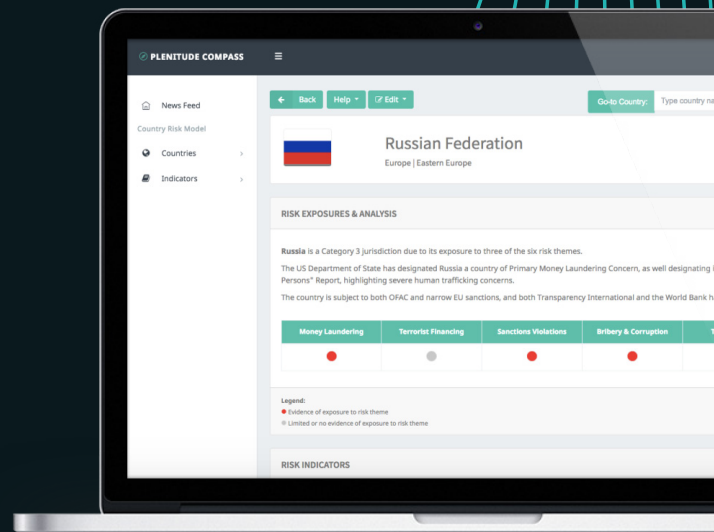 PLENITUDE COMPASS
News Feed
Country Risk Model
Countries
Indicators
Back Help Edit Go-to Country: Type country
Russian Federation
Europe | Eastern Europe
RISK EXPOSURES & ANALYSIS
Russia is a Category 3 jurisdiction due to its exposure to three of the six risk themes.
The US Department of State has designated Russia a country of Primary Money Laundering Concern, as well designating
Persons" Report, highlighting severe human trafficking concerns.
The country is subject to both OFAC and narrow EU sanctions, and both Transparency International and the World Bank
Money Laundering Terrorist Financing Sanctions Violations Bribery & Corruption
Legend:
Evidence of exposure to risk theme
Limited or no evidence of exposure to risk theme
RISK INDICATORS